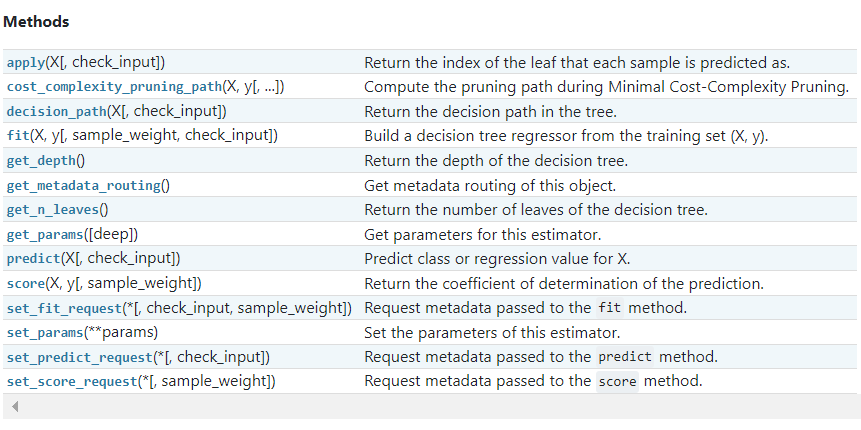 Methods
apply(X[, check_input]) Return the index of the leaf that each sample is predicted as.
cost_complexity_pruning_path(X, y[, ...]) Compute the pruning path during Minimal Cost-Complexity Pruning.
decision_path(X[, check_input]) Return the decision path in the tree.
fit(X, y[, sample_weight, check_input]) Build a decision tree regressor from the training set (X, y).
get_depth() Return the depth of the decision tree.
get_metadata_routing() Get metadata routing of this object.
get_n_leaves() Return the number of leaves of the decision tree.
get_params([deep]) Get parameters for this estimator.
predict(X[, check_input]) Predict class or regression value for X.
score(X, y[, sample_weight]) Return the coefficient of determination of the prediction.
set_fit_request(*[, check_input, sample_weight]) Request metadata passed to the fit method.
set_params(**params) Set the parameters of this estimator.
set_predict_request(*[, check_input]) Request metadata passed to the predict method.
set_score_request(*[, sample_weight]) Request metadata passed to the score method.